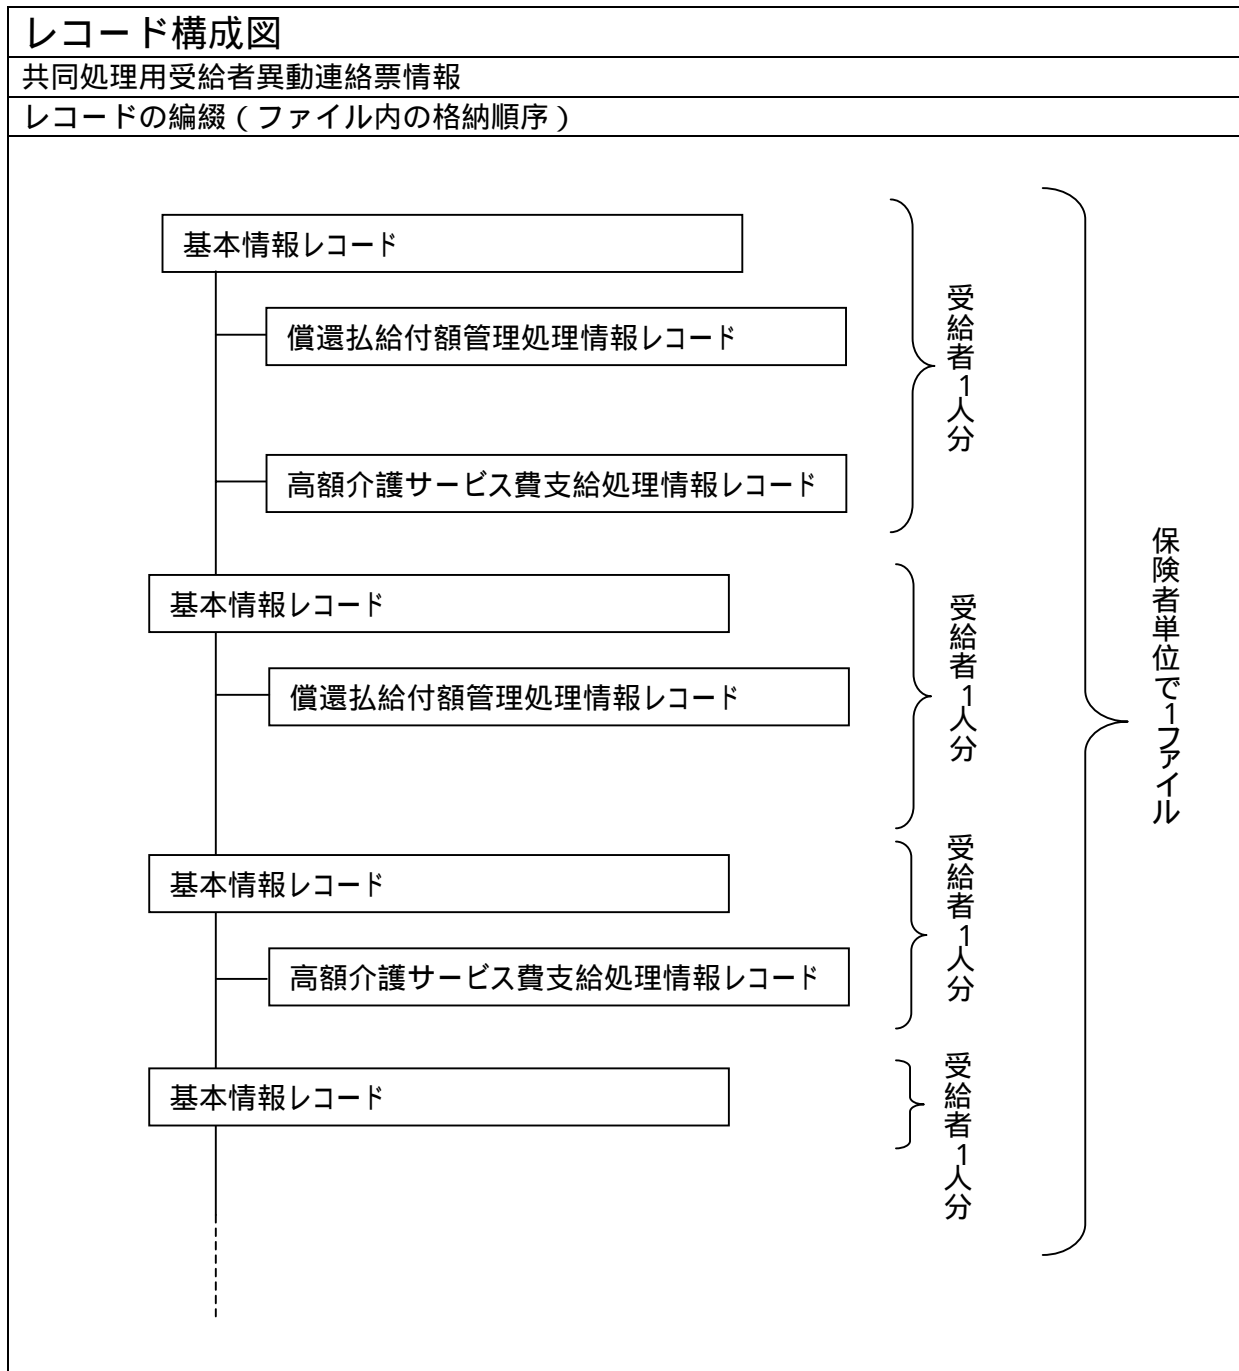 レコード構成図
共同処理用受給者異動連絡票情報
レコードの編綴（ファイル内の格納順序）
基本情報レコード
償還払給付額管理処理情報レコード
高額介護サービス費支給処理情報レコード
受給者1人分
基本情報レコード
償還払給付額管理処理情報レコード
受給者1人分
基本情報レコード
高額介護サービス費支給処理情報レコード
受給者1人分
基本情報レコード
受給者1人分
保険者単位で1ファイル